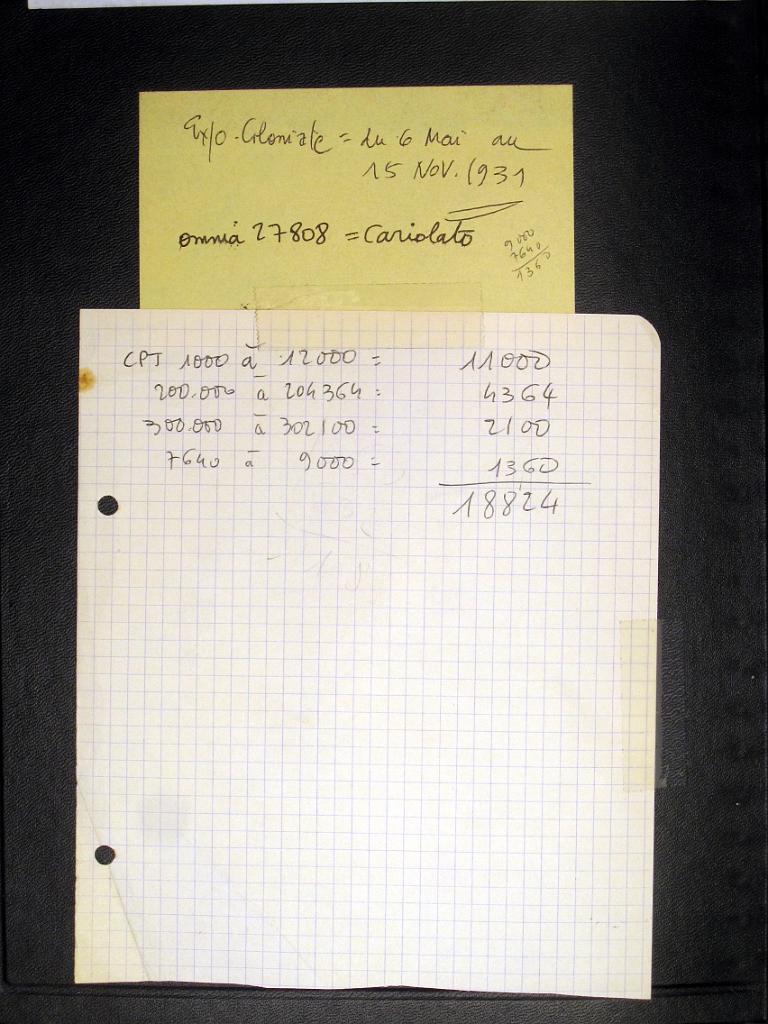 Expo. Coloniale = du 6 Mai au
15 NOV. 1931
omnia 27808 = Cariolato
9000
7640
1360
CPT 1000 à 12000 = 11000
200.000 à 204364 = 4364
300.000 à 302100 = 2100
7640 à 9000 = 1360
18824